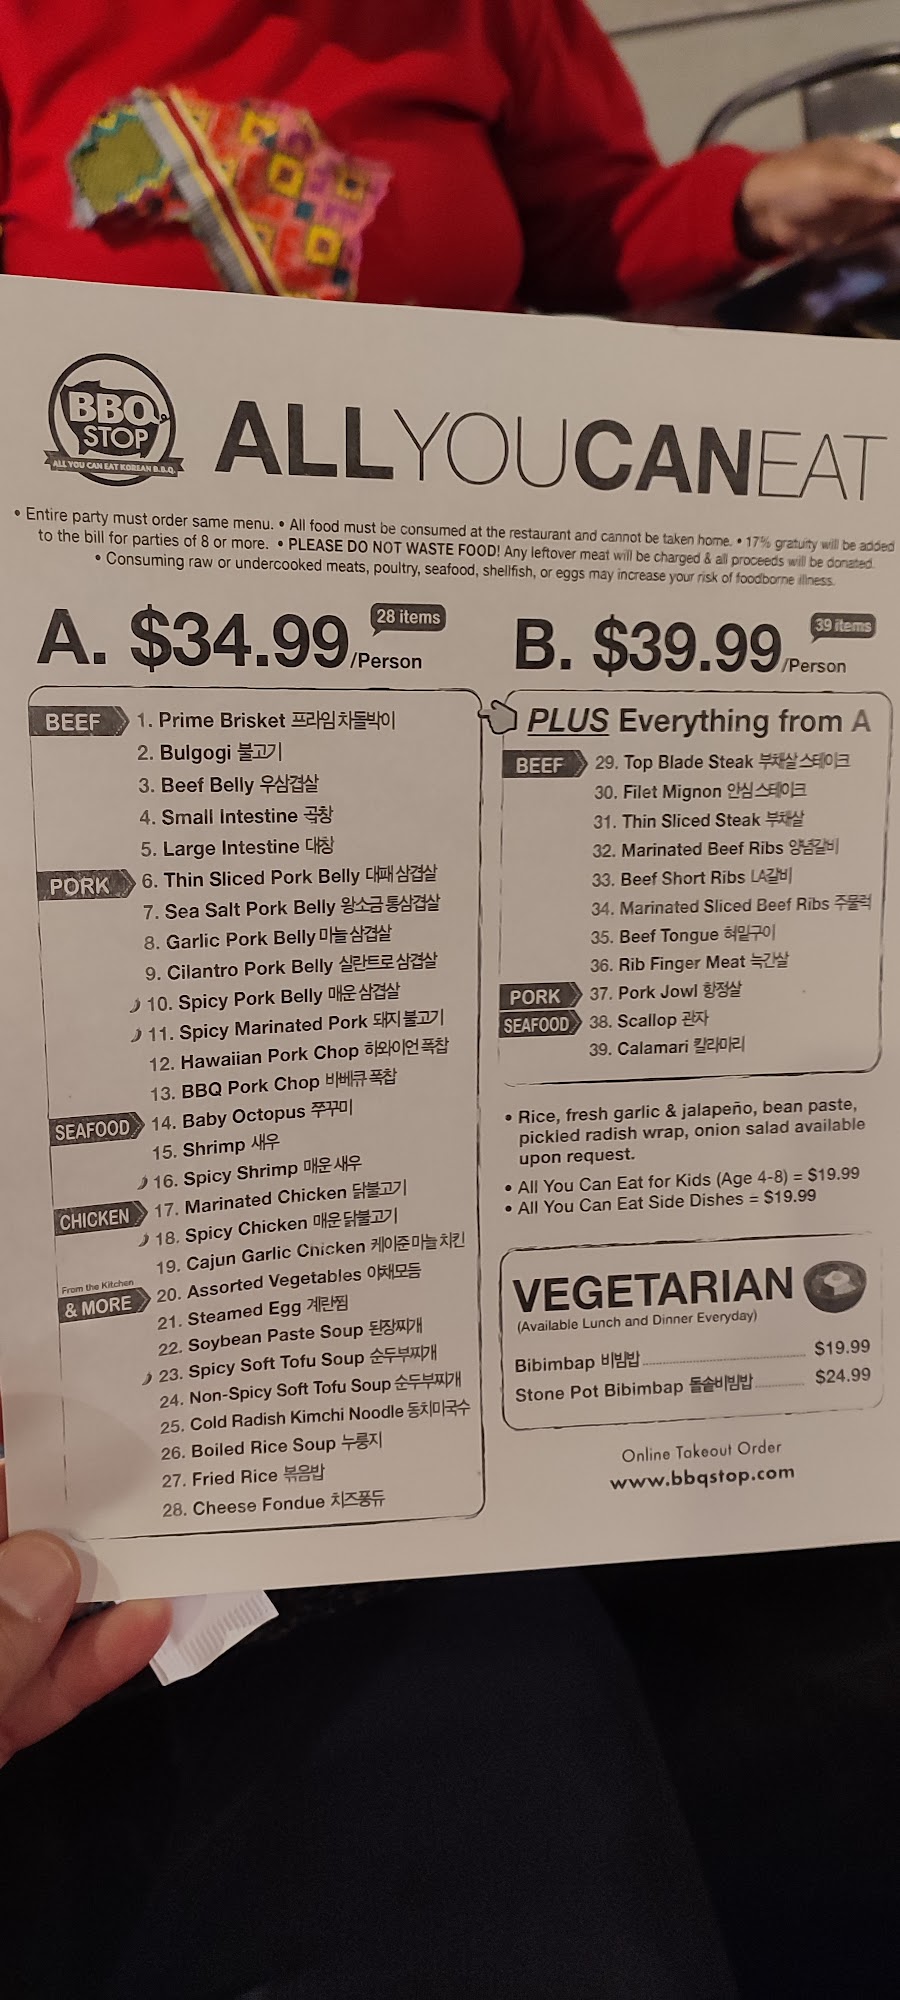 BBQ
STOP
ALL YOU CAN EAT KOREAN B.B.Q.
ALLYOUCANEAT
• Entire party must order same menu. • All food must be consumed at the restaurant and cannot be taken home. • 17% gratuity will be added
to the bill for parties of 8 or more. • PLEASE DO NOT WASTE FOOD! Any leftover meat will be charged & all proceeds will be donated.
• Consuming raw or undercooked meats, poultry, seafood, shellfish, or eggs may increase your risk of foodborne illness.
A. $34.99/Person
28 items
BEEF
1. Prime Brisket 프라임 차돌박이
2. Bulgogi 불고기
3. Beef Belly 우삼겹살
4. Small Intestine 곱창
5. Large Intestine 대창
PORK
6. Thin Sliced Pork Belly 대패 삼겹살
7. Sea Salt Pork Belly 왕소금 통삼겹살
8. Garlic Pork Belly 마늘 삼겹살
9. Cilantro Pork Belly 실란트로 삼겹살
10. Spicy Pork Belly 매운 삼겹살
11. Spicy Marinated Pork 돼지 불고기
12. Hawaiian Pork Chop 하와이언 폭찹
13. BBQ Pork Chop 바베큐 폭찹
SEAFOOD
14. Baby Octopus 쭈꾸미
15. Shrimp 새우
16. Spicy Shrimp 매운 새우
CHICKEN
17. Marinated Chicken 닭불고기
18. Spicy Chicken 매운 닭불고기
19. Cajun Garlic Chicken 케이준 마늘 치킨
From the Kitchen
& MORE
20. Assorted Vegetables 야채모듬
21. Steamed Egg 계란찜
22. Soybean Paste Soup 된장찌개
23. Spicy Soft Tofu Soup 순두부찌개
24. Non-Spicy Soft Tofu Soup 순두부찌개
25. Cold Radish Kimchi Noodle 동치미국수
26. Boiled Rice Soup 누룽지
27. Fried Rice 볶음밥
28. Cheese Fondue 치즈퐁듀
B. $39.99/Person
39 items
PLUS Everything from A
BEEF
29. Top Blade Steak 부채살 스테이크
30. Filet Mignon 안심 스테이크
31. Thin Sliced Steak 부채살
32. Marinated Beef Ribs 양념갈비
33. Beef Short Ribs LA갈비
34. Marinated Sliced Beef Ribs 주물럭
35. Beef Tongue 혀밑구이
36. Rib Finger Meat 늑간살
PORK
37. Pork Jowl 항정살
SEAFOOD
38. Scallop 관자
39. Calamari 킬라마리
• Rice, fresh garlic & jalapeño, bean paste,
pickled radish wrap, onion salad available
upon request.
• All You Can Eat for Kids (Age 4-8) = $19.99
• All You Can Eat Side Dishes = $19.99
VEGETARIAN
(Available Lunch and Dinner Everyday)
Bibimbap 비빔밥 $19.99
Stone Pot Bibimbap 돌솥비빔밥 $24.99
Online Takeout Order
www.bbqstop.com